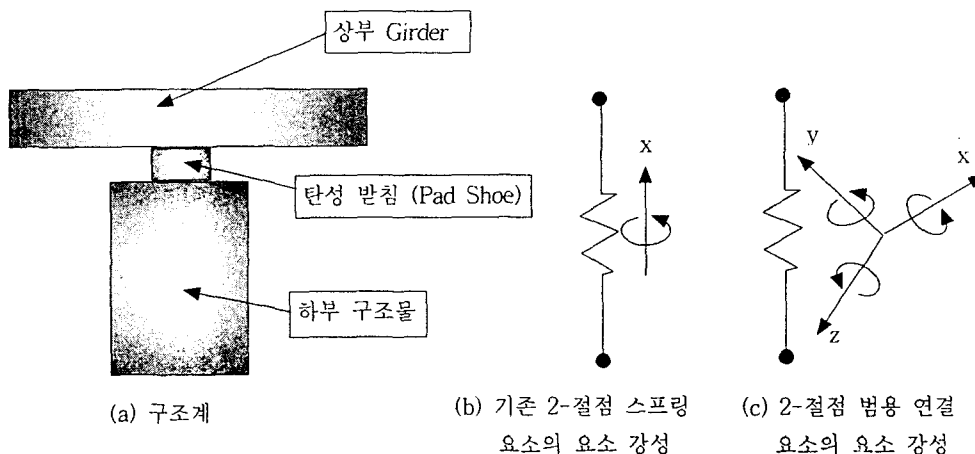 상부 Girder
탄성 받침 (Pad Shoe)
하부 구조물
x
y
x
z
(a) 구조계
(b) 기존 2-절점 스프링
요소의 요소 강성
(c) 2-절점 범용 연결
요소의 요소 강성